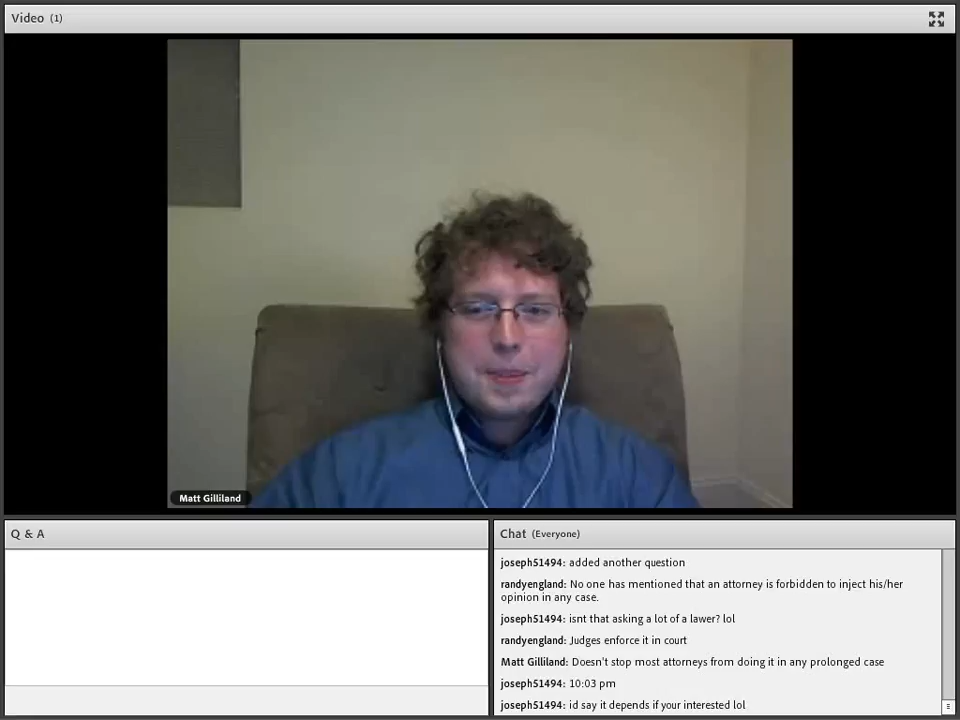 Video (1)
Matt Gilliland
Q & A
Chat (Everyone)
joseph51494: added another question
randyengland: No one has mentioned that an attorney is forbidden to inject his/her
opinion in any case.
joseph51494: isnt that asking a lot of a lawer? lol
randyengland: Judges enforce it in court
Matt Gilliland: Doesn't stop most attorneys from doing it in any prolonged case
joseph51494: 10:03 pm
joseph51494: id say it depends if your interested lol